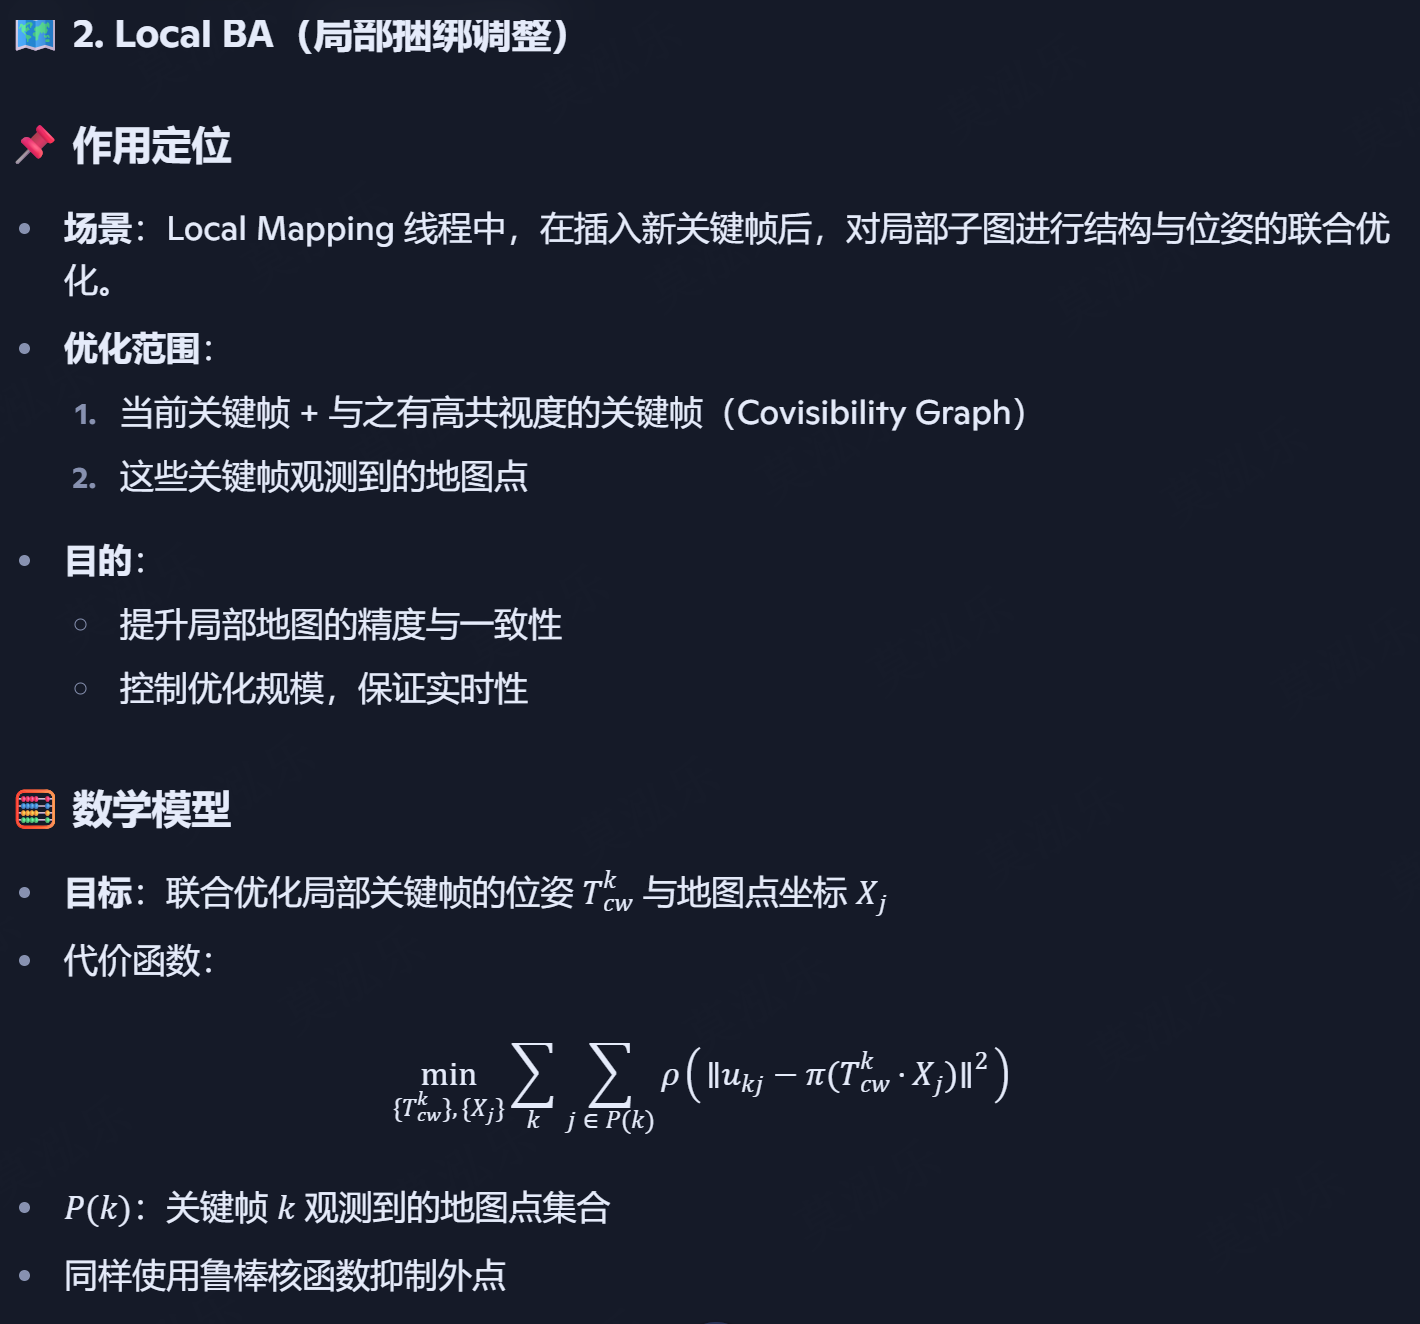 2. Local BA（局部捆绑调整）
作用定位
场景：Local Mapping 线程中，在插入新关键帧后，对局部子图进行结构与位姿的联合优
化。
优化范围：
1. 当前关键帧 + 与之有高共视度的关键帧（Covisibility Graph）
2. 这些关键帧观测到的地图点
目的：
提升局部地图的精度与一致性
控制优化规模，保证实时性
数学模型
目标：联合优化局部关键帧的位姿 $T_{cw}^{k}$ 与地图点坐标 $X_j$
代价函数：
$\min_{\{T_{cw}^{k}\},\{X_j\}} \sum_{k} \sum_{j \in P(k)} \rho\left(\|u_{kj} - \pi(T_{cw}^{k} \cdot X_j)\|^2\right)$
$P(k)$：关键帧 $k$ 观测到的地图点集合
同样使用鲁棒核函数抑制外点